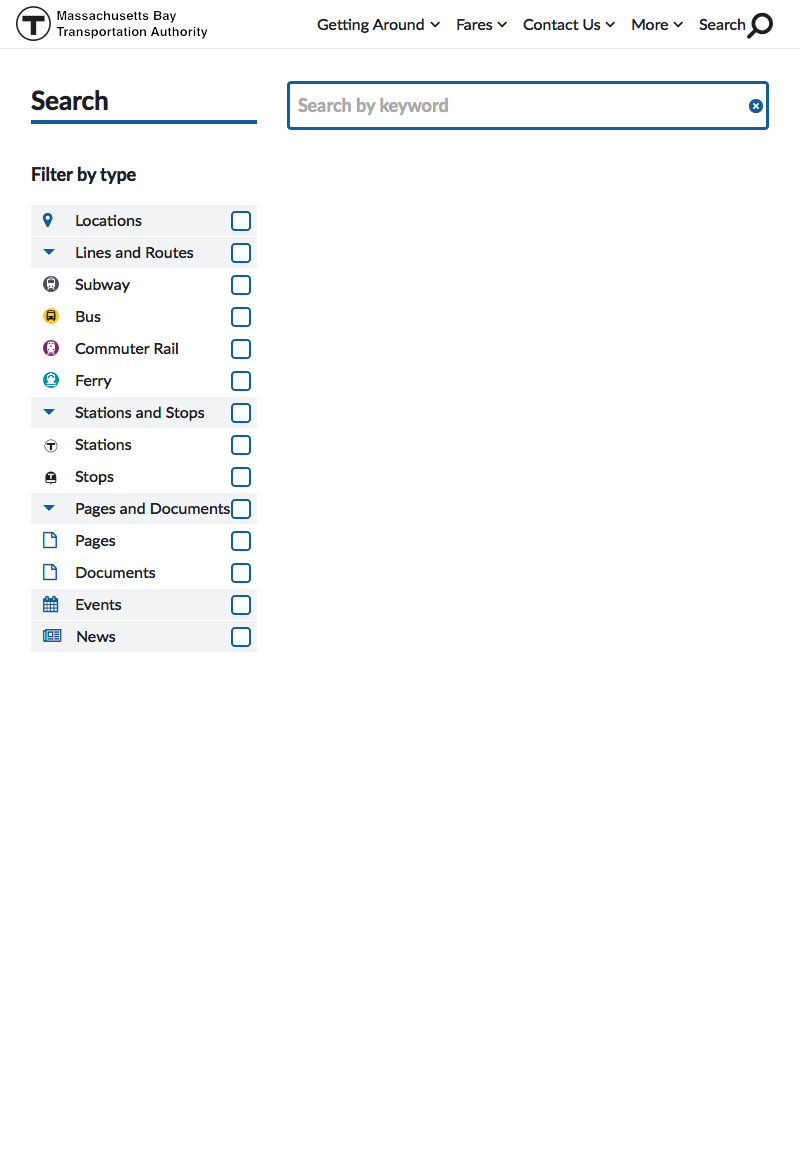 Massachusetts Bay
Transportation Authority
Getting Around Fares Contact Us More Search
Search
Search by keyword
Filter by type
Locations
Lines and Routes
Subway
Bus
Commuter Rail
Ferry
Stations and Stops
Stations
Stops
Pages and Documents
Pages
Documents
Events
News